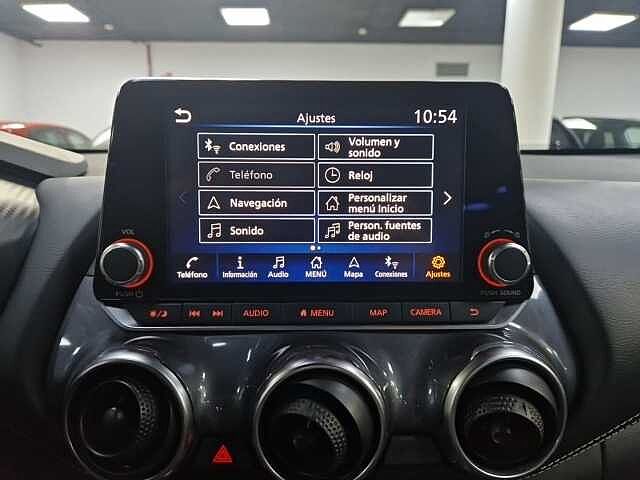 Ajustes
10:54
Conexiones
Volumen y
sonido
Teléfono
Reloj
Navegación
Personalizar
menú Inicio
Sonido
Person. fuentes
de audio
Teléfono
Información
Audio
MENÚ
Mapa
Conexiones
Ajustes
VOL
PUSH
PUSH SOUND
AUDIO
MENU
MAP
CAMERA